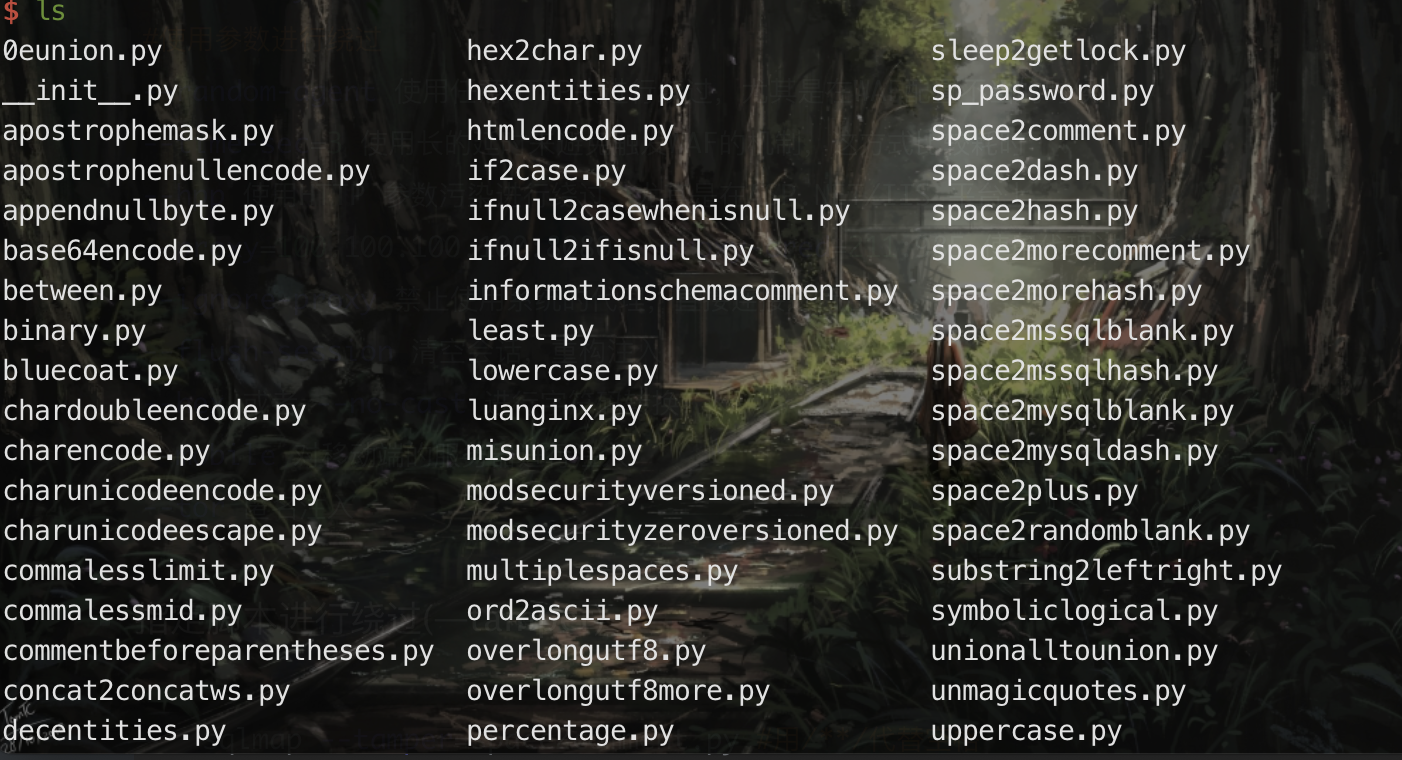 $ ls
0eunion.py hex2char.py sleep2getlock.py
__init__.py hexentities.py sp_password.py
apostrophemask.py htmlencode.py space2comment.py
apostrophenullencode.py if2case.py space2dash.py
appendnullbyte.py ifnull2casewhenisnull.py space2hash.py
base64encode.py ifnull2ifisnull.py space2morecomment.py
between.py informationschemacomment.py space2morehash.py
binary.py least.py space2mssqlblank.py
bluecoat.py lowercase.py space2mssqlhash.py
chardoubleencode.py luanginx.py space2mysqlblank.py
charencode.py misunion.py space2mysqldash.py
charunicodeencode.py modsecurityversioned.py space2plus.py
charunicodeescape.py modsecurityzeroversioned.py space2randomblank.py
commalesslimit.py multiplespaces.py substring2leftright.py
commalessmid.py ord2ascii.py symboliclogical.py
commentbeforeparentheses.py overlongutf8.py unionalltounion.py
concat2concatws.py overlongutf8more.py unmagicquotes.py
decentities.py percentage.py uppercase.py